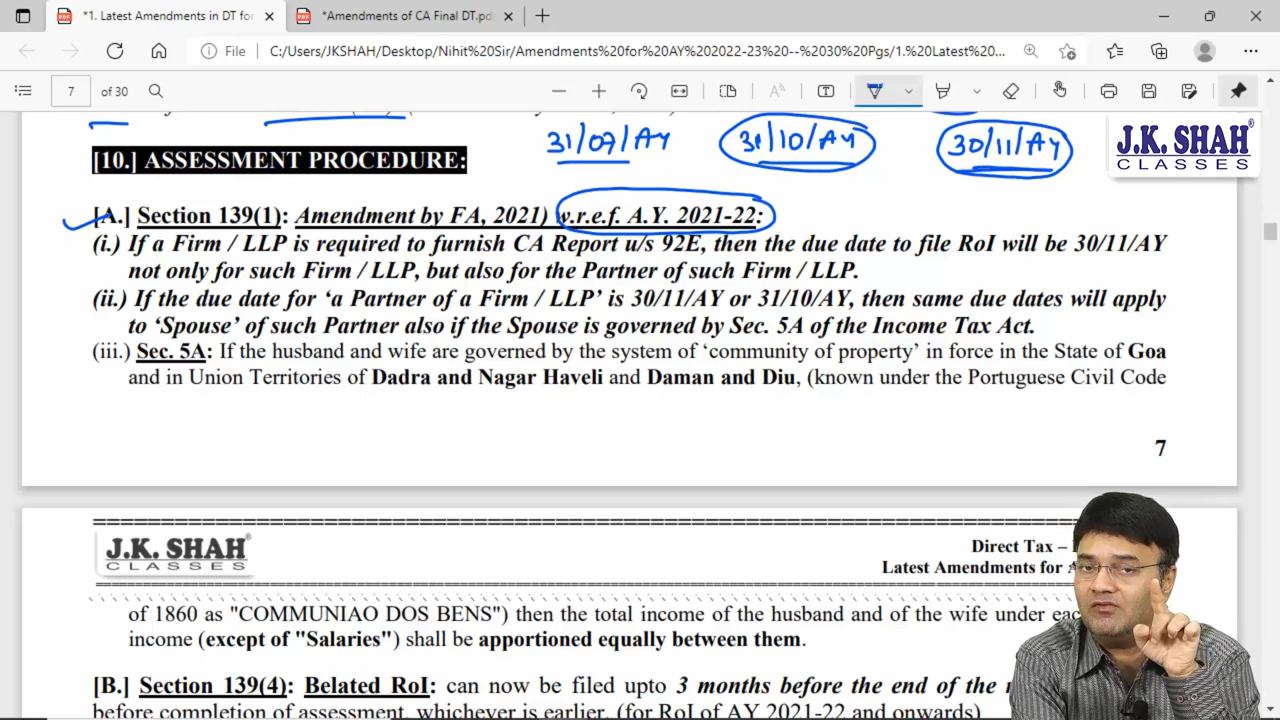 *1. Latest Amendments in DT for
*Amendments of CA Final DT.pd
File
C:/Users/JKSHAH/Desktop/Nihit%20Sir/Amendments%20for%20AY%202022-23%20--%2030%20Pgs/1.%20Latest%20...
7 of 30
31/07/AY 31/10/AY 30/11/AY
J.K. SHAH®
CLASSES
[10.] ASSESSMENT PROCEDURE:
[A.] Section 139(1): Amendment by FA, 2021) w.r.e.f. A.Y. 2021-22:
(i.) If a Firm / LLP is required to furnish CA Report u/s 92E, then the due date to file RoI will be 30/11/AY
not only for such Firm / LLP, but also for the Partner of such Firm / LLP.
(ii.) If the due date for ‘a Partner of a Firm / LLP’ is 30/11/AY or 31/10/AY, then same due dates will apply
to ‘Spouse’ of such Partner also if the Spouse is governed by Sec. 5A of the Income Tax Act.
(iii.) Sec. 5A: If the husband and wife are governed by the system of ‘community of property’ in force in the State of Goa
and in Union Territories of Dadra and Nagar Haveli and Daman and Diu, (known under the Portuguese Civil Code
7
J.K. SHAH®
CLASSES
Direct Tax –
Latest Amendments for
of 1860 as "COMMUNIAO DOS BENS") then the total income of the husband and of the wife under
income (except of "Salaries") shall be apportioned equally between them.
[B.] Section 139(4): Belated RoI: can now be filed upto 3 months before the end of the
before completion of assessment, whichever is earlier. (for RoI of AY 2021-22 and onwards)